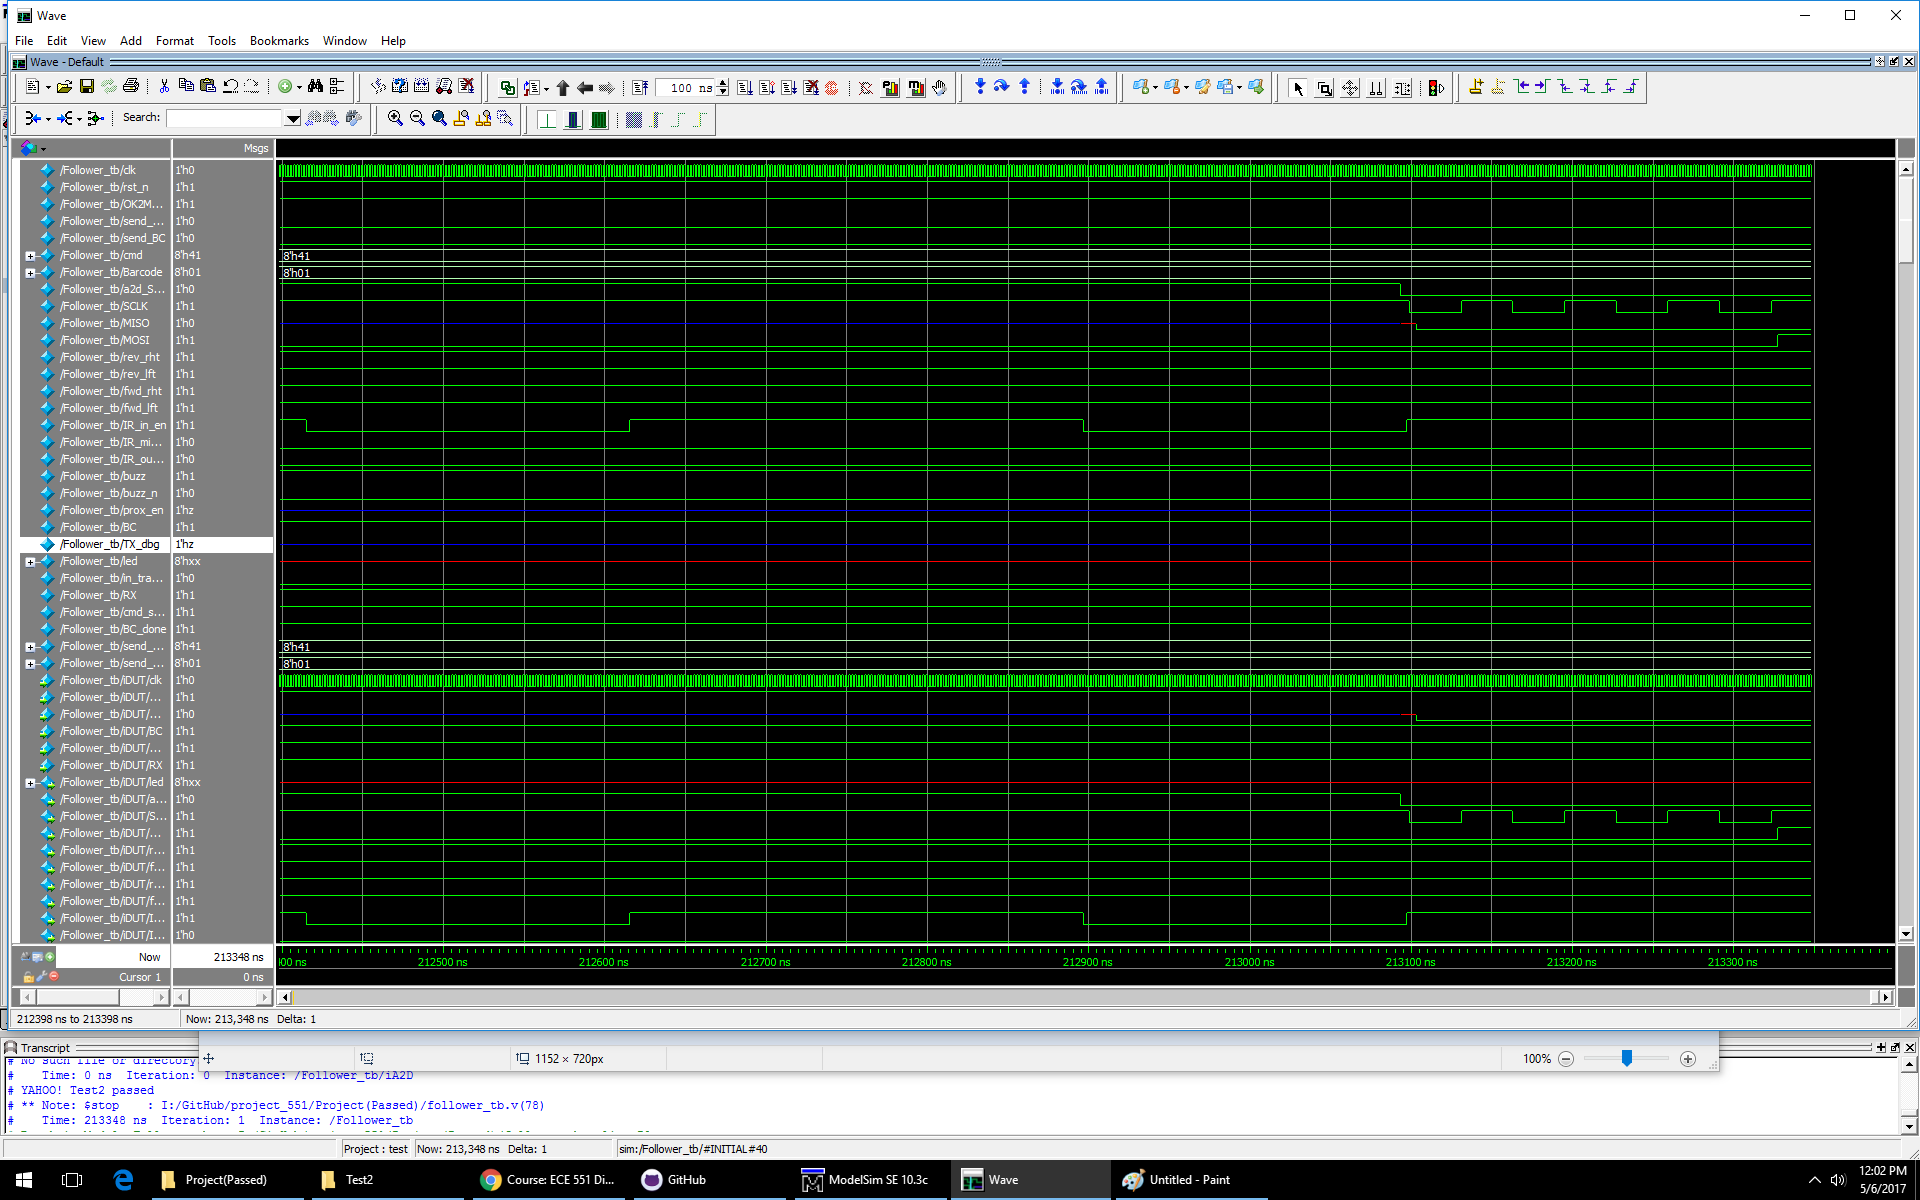 Wave
File Edit View Add Format Tools Bookmarks Window Help
Wave - Default
100 ns
Search:
Msgs
/Follower_tb/clk 1'h0
/Follower_tb/rst_n 1'h1
/Follower_tb/OK2M... 1'h1
/Follower_tb/send_... 1'h0
/Follower_tb/send_BC 1'h0
/Follower_tb/cmd 8'h41 8'h41
/Follower_tb/Barcode 8'h01 8'h01
/Follower_tb/a2d_S... 1'h0
/Follower_tb/SCLK 1'h1
/Follower_tb/MISO 1'h0
/Follower_tb/MOSI 1'h1
/Follower_tb/rev_rht 1'h1
/Follower_tb/rev_lft 1'h1
/Follower_tb/fwd_rht 1'h1
/Follower_tb/fwd_lft 1'h1
/Follower_tb/IR_in_en 1'h1
/Follower_tb/IR_mi... 1'h0
/Follower_tb/IR_ou... 1'h0
/Follower_tb/buzz 1'h1
/Follower_tb/buzz_n 1'h0
/Follower_tb/prox_en 1'hz
/Follower_tb/BC 1'h1
/Follower_tb/TX_dbg 1'hz
/Follower_tb/led 8'hxx
/Follower_tb/in_tra... 1'h0
/Follower_tb/RX 1'h1
/Follower_tb/cmd_s... 1'h1
/Follower_tb/BC_done 1'h1
/Follower_tb/send_... 8'h41 8'h41
/Follower_tb/send_... 8'h01 8'h01
/Follower_tb/iDUT/clk 1'h0
/Follower_tb/iDUT/... 1'h1
/Follower_tb/iDUT/... 1'h0
/Follower_tb/iDUT/BC 1'h1
/Follower_tb/iDUT/... 1'h1
/Follower_tb/iDUT/RX 1'h1
/Follower_tb/iDUT/led 8'hxx
/Follower_tb/iDUT/a... 1'h0
/Follower_tb/iDUT/S... 1'h1
/Follower_tb/iDUT/... 1'h1
/Follower_tb/iDUT/r... 1'h1
/Follower_tb/iDUT/f... 1'h1
/Follower_tb/iDUT/r... 1'h1
/Follower_tb/iDUT/f... 1'h1
/Follower_tb/iDUT/I... 1'h1
/Follower_tb/iDUT/I... 1'h0
Now 213348 ns 00 ns 212500 ns 212600 ns 212700 ns 212800 ns 212900 ns 213000 ns 213100 ns 213200 ns 213300 ns
Cursor 1 0 ns
212398 ns to 213398 ns Now: 213,348 ns Delta: 1
Transcript
1152 × 720px 100%
# No such file or directory
# Time: 0 ns Iteration: 0 Instance: /Follower_tb/iA2D
# YAHOO! Test2 passed
# ** Note: $stop : I:/GitHub/project_551/Project(Passed)/follower_tb.v(78)
# Time: 213348 ns Iteration: 1 Instance: /Follower_tb
Project : test Now: 213,348 ns Delta: 1 sim:/Follower_tb/#INITIAL#40
Project(Passed) Test2 Course: ECE 551 Di... GitHub ModelSim SE 10.3c Wave Untitled - Paint
12:02 PM
5/6/2017